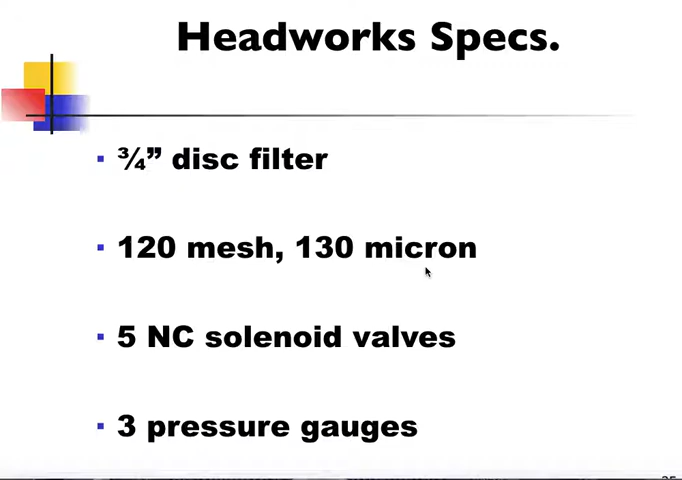 Headworks Specs.
▪ ¾” disc filter
▪ 120 mesh, 130 micron
▪ 5 NC solenoid valves
▪ 3 pressure gauges